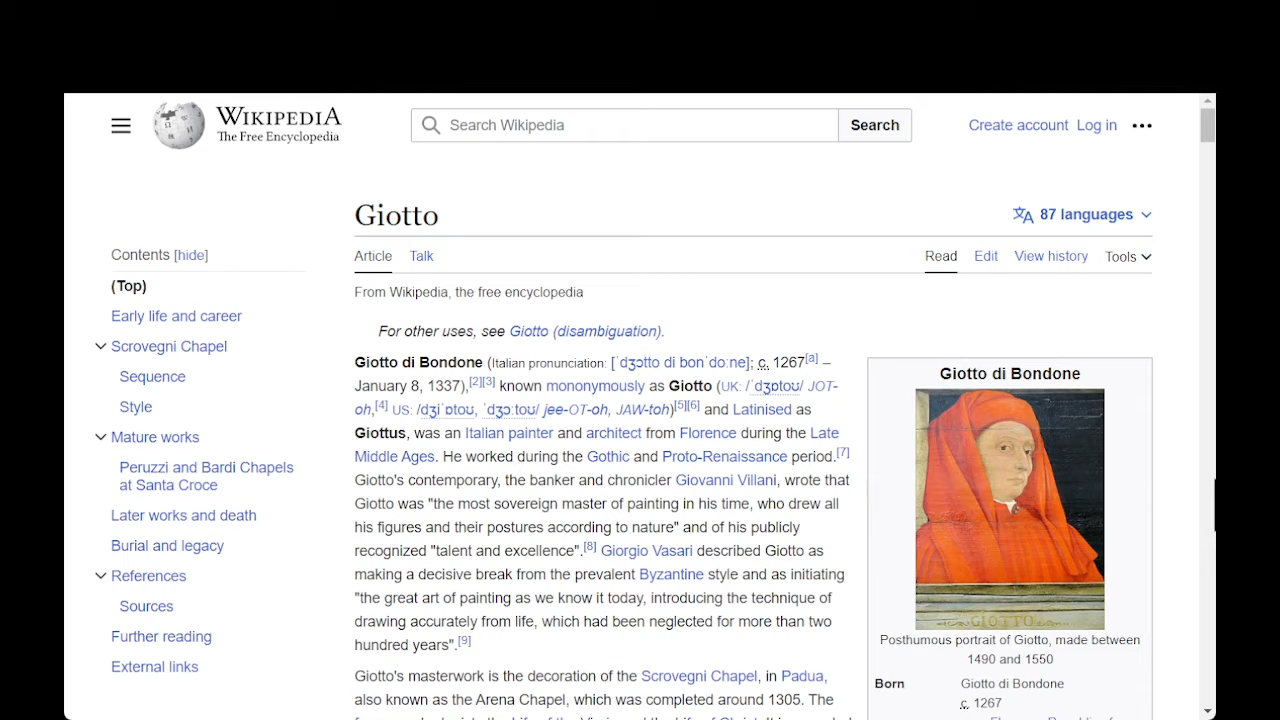 WIKIPEDIA
The Free Encyclopedia
Search Wikipedia
Search
Create account Log in
Giotto
87 languages
Article Talk
Read Edit View history Tools
From Wikipedia, the free encyclopedia
Contents [hide]
(Top)
Early life and career
Scrovegni Chapel
Sequence
Style
Mature works
Peruzzi and Bardi Chapels
at Santa Croce
Later works and death
Burial and legacy
References
Sources
Further reading
External links
For other uses, see Giotto (disambiguation).
Giotto di Bondone (Italian pronunciation: [ˈdʒɔtto di bonˈdoːne]; c. 1267[a] –
January 8, 1337),[2][3] known mononymously as Giotto (UK: /ˈdʒɒtoʊ/ JOT-
oh,[4] US: /dʒiˈɒtoʊ, ˈdʒɔːtoʊ/ jee-OT-oh, JAW-toh)[5][6] and Latinised as
Giottus, was an Italian painter and architect from Florence during the Late
Middle Ages. He worked during the Gothic and Proto-Renaissance period.[7]
Giotto's contemporary, the banker and chronicler Giovanni Villani, wrote that
Giotto was "the most sovereign master of painting in his time, who drew all
his figures and their postures according to nature" and of his publicly
recognized "talent and excellence".[8] Giorgio Vasari described Giotto as
making a decisive break from the prevalent Byzantine style and as initiating
"the great art of painting as we know it today, introducing the technique of
drawing accurately from life, which had been neglected for more than two
hundred years".[9]
Giotto's masterwork is the decoration of the Scrovegni Chapel, in Padua,
also known as the Arena Chapel, which was completed around 1305. The
Giotto di Bondone
GIOTTO
Posthumous portrait of Giotto, made between
1490 and 1550
Born Giotto di Bondone
c. 1267